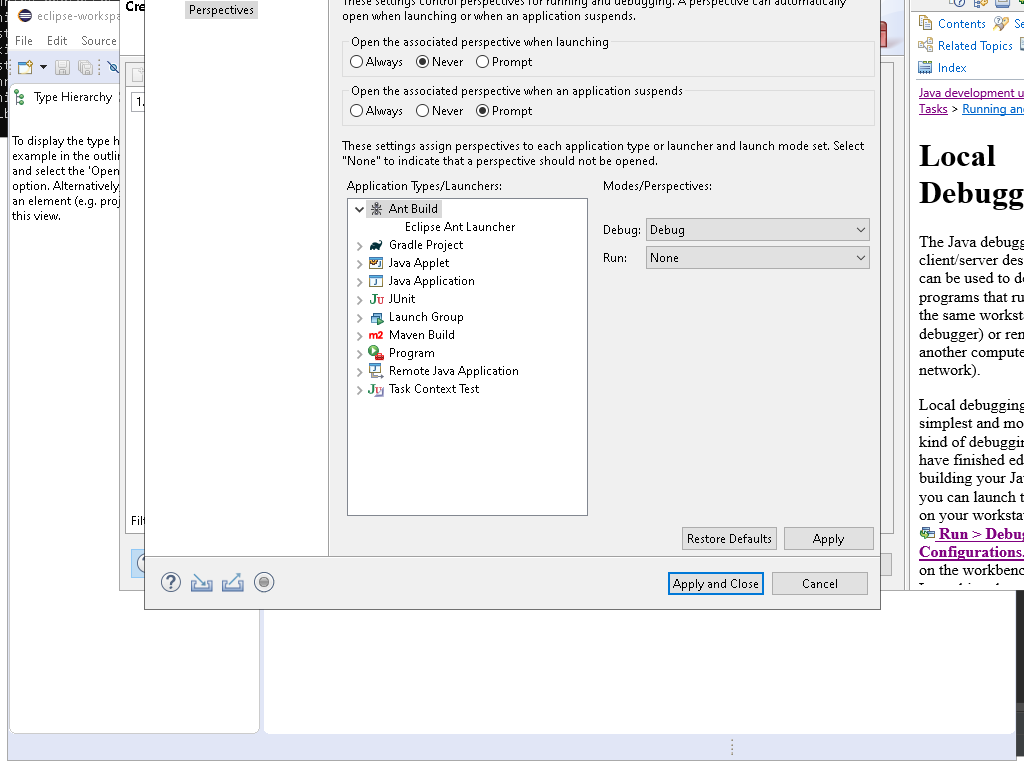 eclipse-workspa
File Edit Source
Type Hierarchy
To display the type h
example in the outlin
and select the 'Open
option. Alternatively
an element (e.g. proj
this view.
Cre
1.
Filt
Perspectives
These settings control perspectives for running and debugging. A perspective can automatically
open when launching or when an application suspends.
Open the associated perspective when launching
Always Never Prompt
Open the associated perspective when an application suspends
Always Never Prompt
These settings assign perspectives to each application type or launcher and launch mode set. Select
"None" to indicate that a perspective should not be opened.
Application Types/Launchers:
Ant Build
Eclipse Ant Launcher
Gradle Project
Java Applet
Java Application
JUnit
Launch Group
Maven Build
Program
Remote Java Application
Task Context Test
Modes/Perspectives:
Debug: Debug
Run: None
Restore Defaults Apply
Apply and Close Cancel
Contents Se
Related Topics
Index
Java development u
Tasks > Running an
Local
Debugg
The Java debugg
client/server des
can be used to de
programs that ru
the same worksta
debugger) or ren
another compute
network).
Local debugging
simplest and mo
kind of debuggin
have finished ed
building your Jav
you can launch t
on your worksta
Run > Debug
Configurations.
on the workbenc